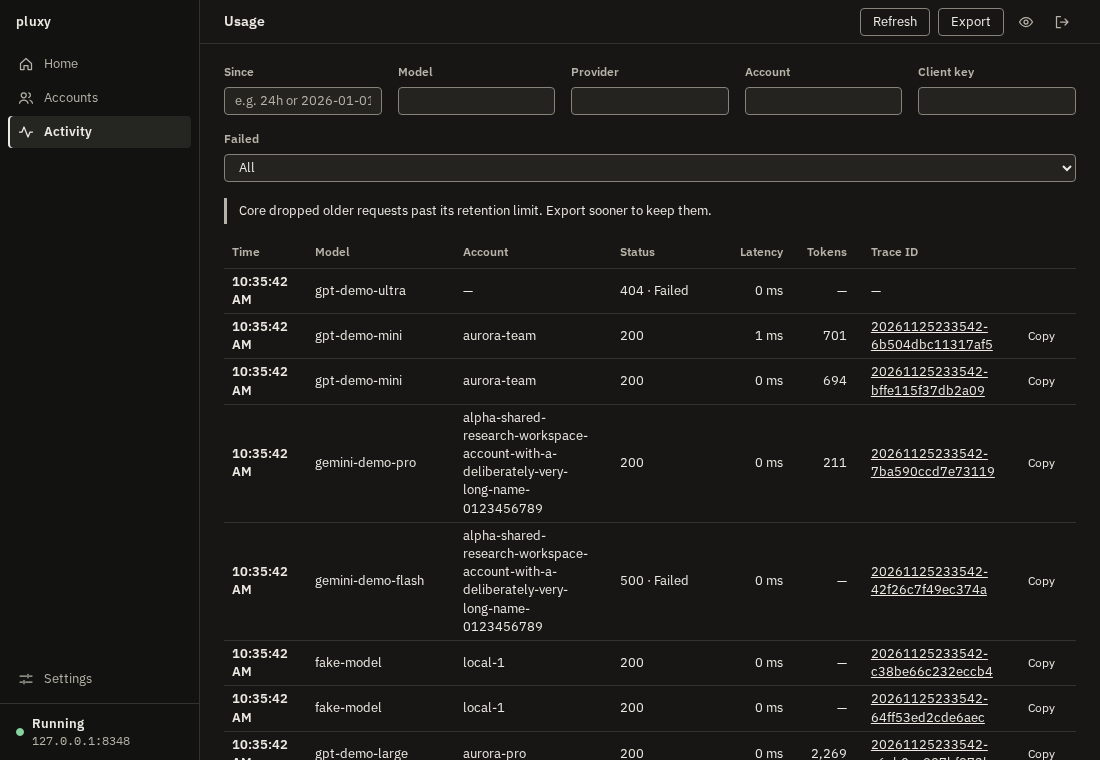 pluxy
Home
Accounts
Activity
Settings
Running
127.0.0.1:8348
Usage
Refresh
Export
Since
Model
Provider
Account
Client key
e.g. 24h or 2026-01-01
Failed
All
Core dropped older requests past its retention limit. Export sooner to keep them.
Time Model Account Status Latency Tokens Trace ID
10:35:42 AM gpt-demo-ultra — 404 · Failed 0 ms — —
10:35:42 AM gpt-demo-mini aurora-team 200 1 ms 701 20261125233542-
6b504dbc11317af5 Copy
10:35:42 AM gpt-demo-mini aurora-team 200 0 ms 694 20261125233542-
bffe115f37db2a09 Copy
10:35:42 AM gemini-demo-pro alpha-shared-
research-workspace-
account-with-a-
deliberately-very-
long-name-
0123456789 200 0 ms 211 20261125233542-
7ba590ccd7e73119 Copy
10:35:42 AM gemini-demo-flash alpha-shared-
research-workspace-
account-with-a-
deliberately-very-
long-name-
0123456789 500 · Failed 0 ms — 20261125233542-
42f26c7f49ec374a Copy
10:35:42 AM fake-model local-1 200 0 ms — 20261125233542-
c38be66c232eccb4 Copy
10:35:42 AM fake-model local-1 200 0 ms — 20261125233542-
64ff53ed2cde6aec Copy
10:35:42 gpt-demo-large aurora-pro 200 0 ms 2,269 20261125233542- Copy